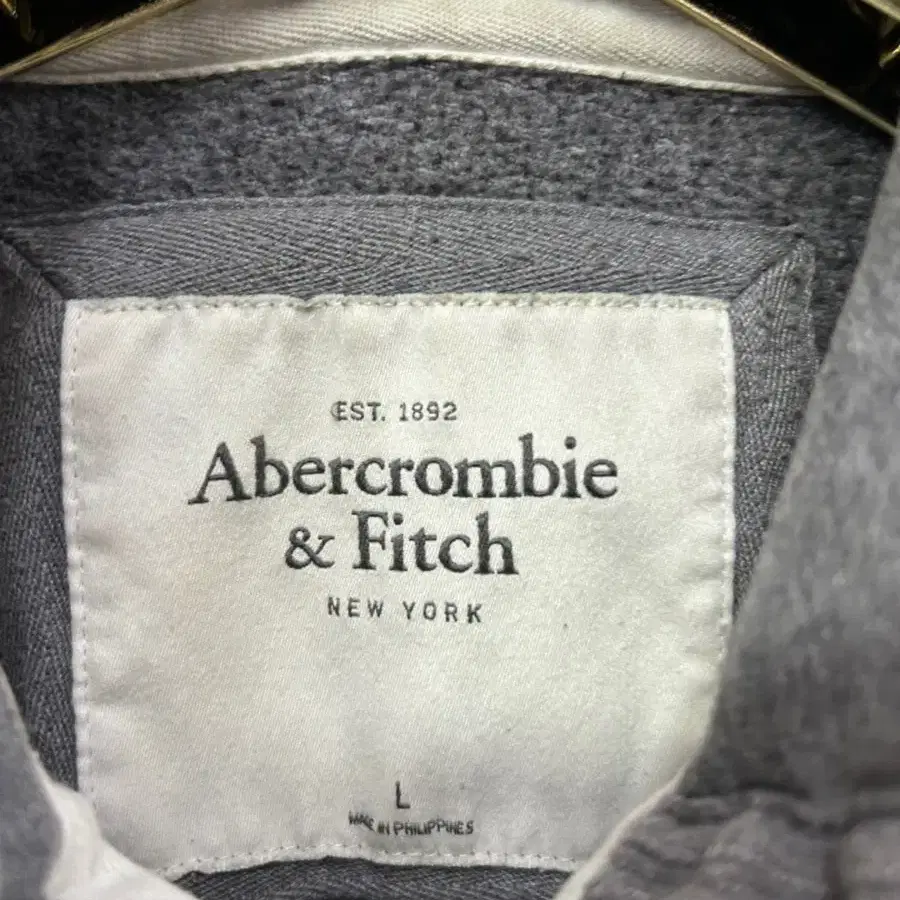 EST. 1892
Abercrombie
& Fitch
NEW YORK
L
MADE IN PHILIPPINES